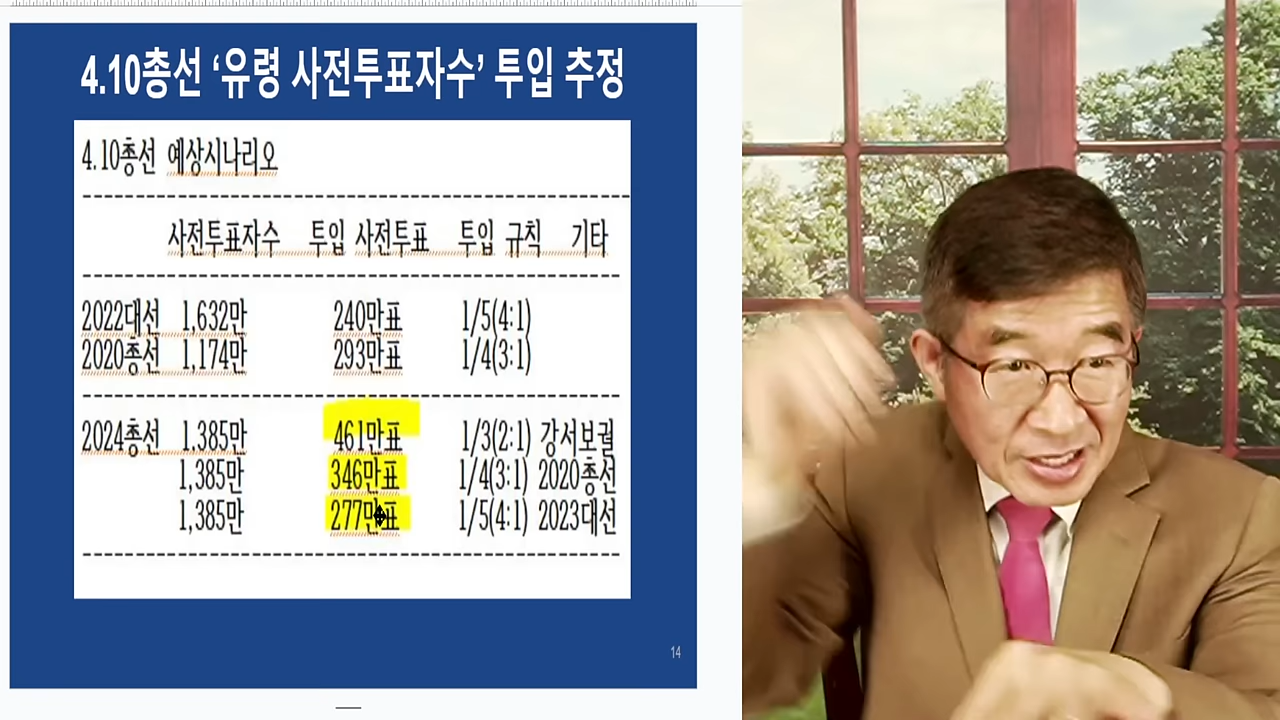 4.10총선 ‘유령 사전투표자수’ 투입 추정
4.10총선 예상시나리오
사전투표자수 투입 사전투표 투입 규칙 기타
2022대선 1,632만 240만표 1/5(4:1)
2020총선 1,174만 293만표 1/4(3:1)
2024총선 1,385만 461만표 1/3(2:1) 강서보궐
1,385만 346만표 1/4(3:1) 2020총선
1,385만 277만표 1/5(4:1) 2023대선
14